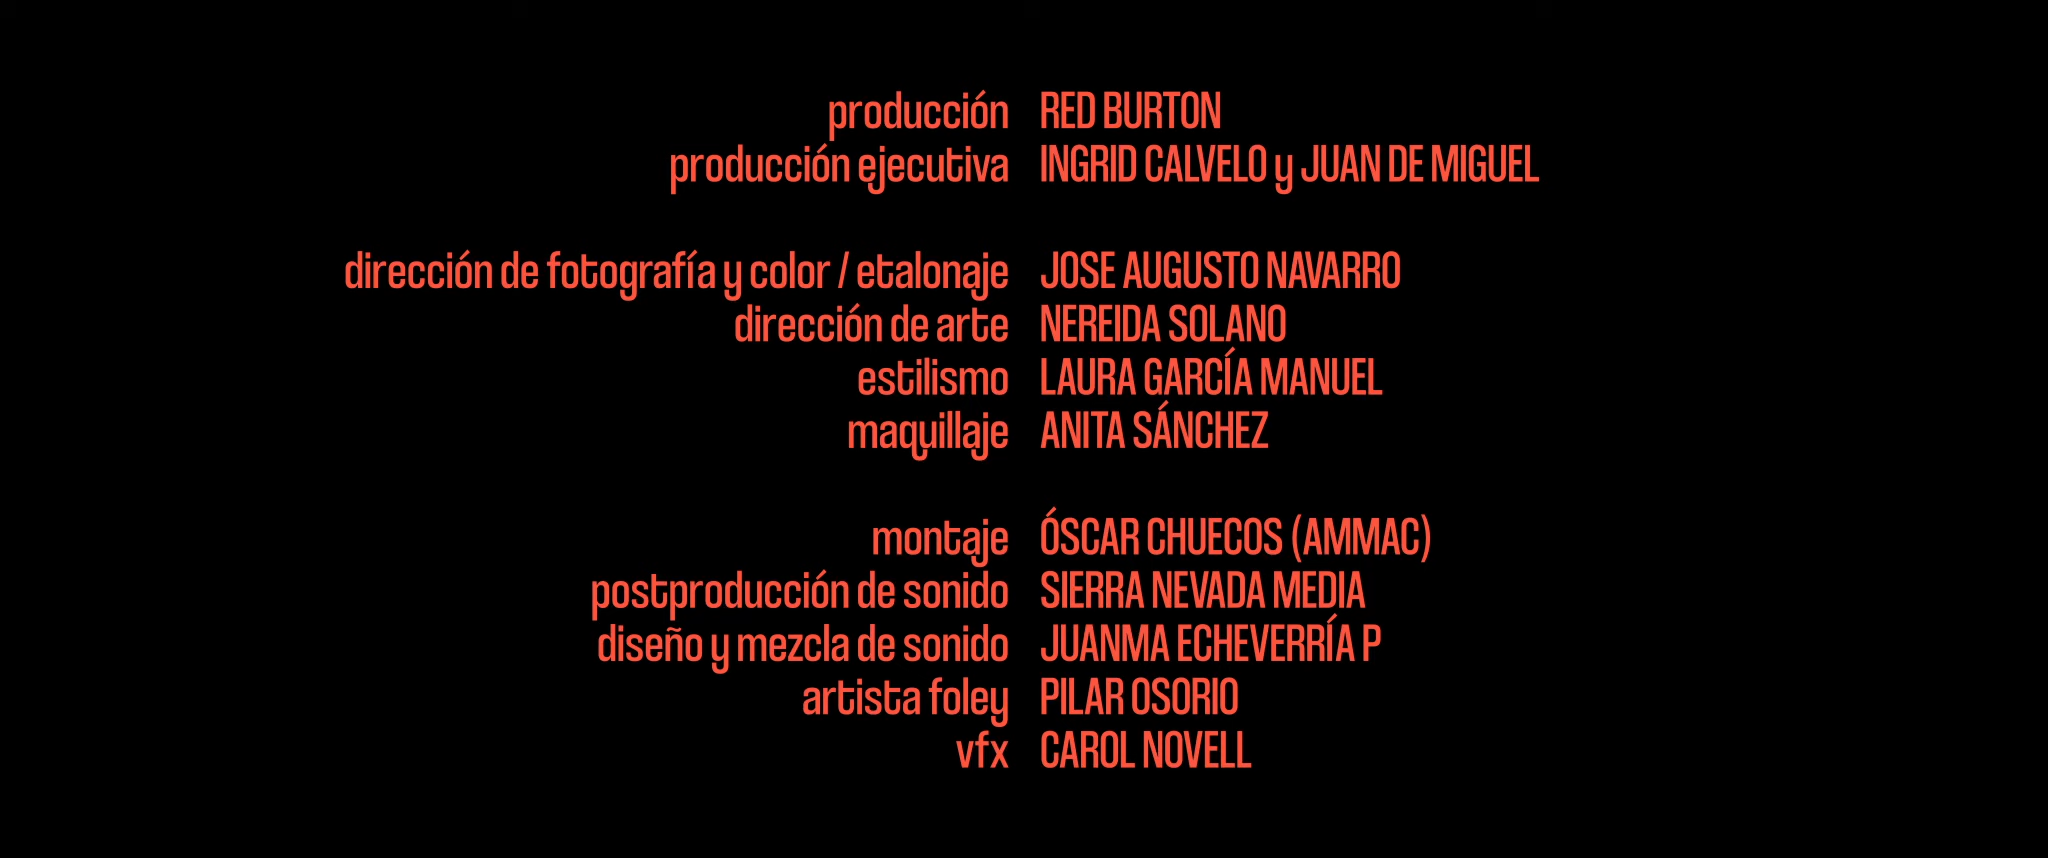 producción RED BURTON
producción ejecutiva INGRID CALVELO y JUAN DE MIGUEL
dirección de fotografía y color / etalonaje JOSE AUGUSTO NAVARRO
dirección de arte NEREIDA SOLANO
estilismo LAURA GARCÍA MANUEL
maquillaje ANITA SÁNCHEZ
montaje ÓSCAR CHUECOS (AMMAC)
postproducción de sonido SIERRA NEVADA MEDIA
diseño y mezcla de sonido JUANMA ECHEVERRÍA P
artista foley PILAR OSORIO
vfx CAROL NOVELL